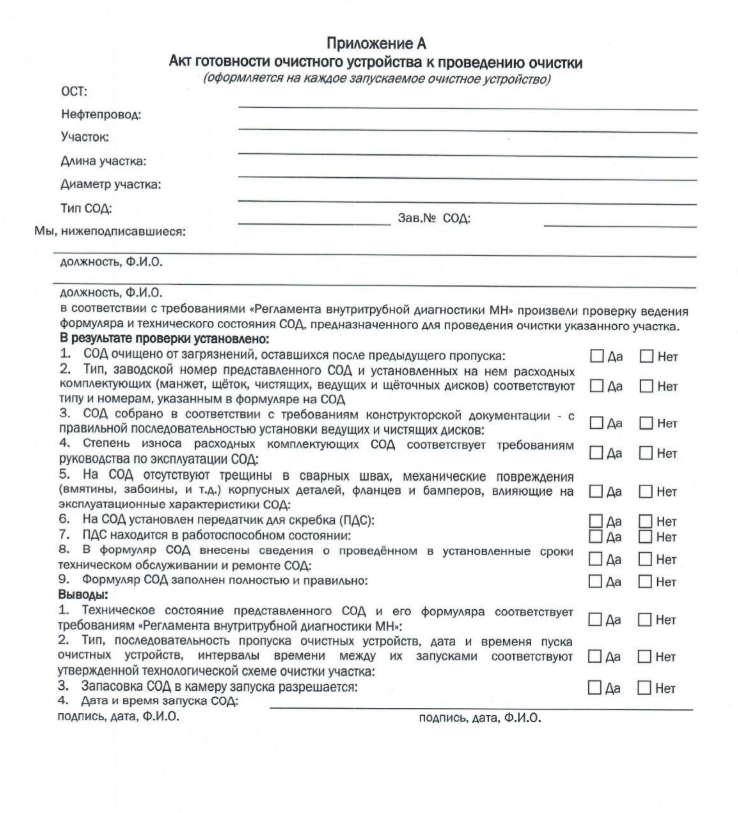 Приложение А
Акт готовности очистного устройства к проведению очистки
(оформляется на каждое запускаемое очистное устройство)
ОСТ:
Нефтепровод:
Участок:
Длина участка:
Диаметр участка:
Тип СОД:
Зав.№ СОД:
Мы, нижеподписавшиеся:
должность, Ф.И.О.
должность, Ф.И.О.
в соответствии с требованиями «Регламента внутритрубной диагностики МН» произвели проверку ведения
формуляра и технического состояния СОД, предназначенного для проведения очистки указанного участка.
В результате проверки установлено:
1. СОД очищено от загрязнений, оставшихся после предыдущего пропуска: Да Нет
2. Тип, заводской номер представленного СОД и установленных на нем расходных
комплектующих (манжет, щёток, чистящих, ведущих и щёточных дисков) соответствуют Да Нет
типу и номерам, указанным в формуляре на СОД
3. СОД собрано в соответствии с требованиям конструкторской документации - с
правильной последовательностью установки ведущих и чистящих дисков: Да Нет
4. Степень износа расходных комплектующих СОД соответствует требованиям
руководства по эксплуатации СОД: Да Нет
5. На СОД отсутствуют трещины в сварных швах, механические повреждения
(вмятины, забоины, и т.д.) корпусных деталей, фланцев и бамперов, влияющие на Да Нет
эксплуатационные характеристики СОД:
6. На СОД установлен передатчик для скребка (ПДС): Да Нет
7. ПДС находится в работоспособном состоянии: Да Нет
8. В формуляр СОД внесены сведения о проведённом в установленные сроки
техническом обслуживании и ремонте СОД: Да Нет
9. Формуляр СОД заполнен полностью и правильно: Да Нет
Выводы:
1. Техническое состояние представленного СОД и его формуляра соответствует
требованиям «Регламента внутритрубной диагностики МН»: Да Нет
2. Тип, последовательность пропуска очистных устройств, дата и временя пуска
очистных устройств, интервалы времени между их запусками соответствуют Да Нет
утвержденной технологической схеме очистки участка:
3. Запасовка СОД в камеру запуска разрешается: Да Нет
4. Дата и время запуска СОД:
подпись, дата, Ф.И.О.
подпись, дата, Ф.И.О.